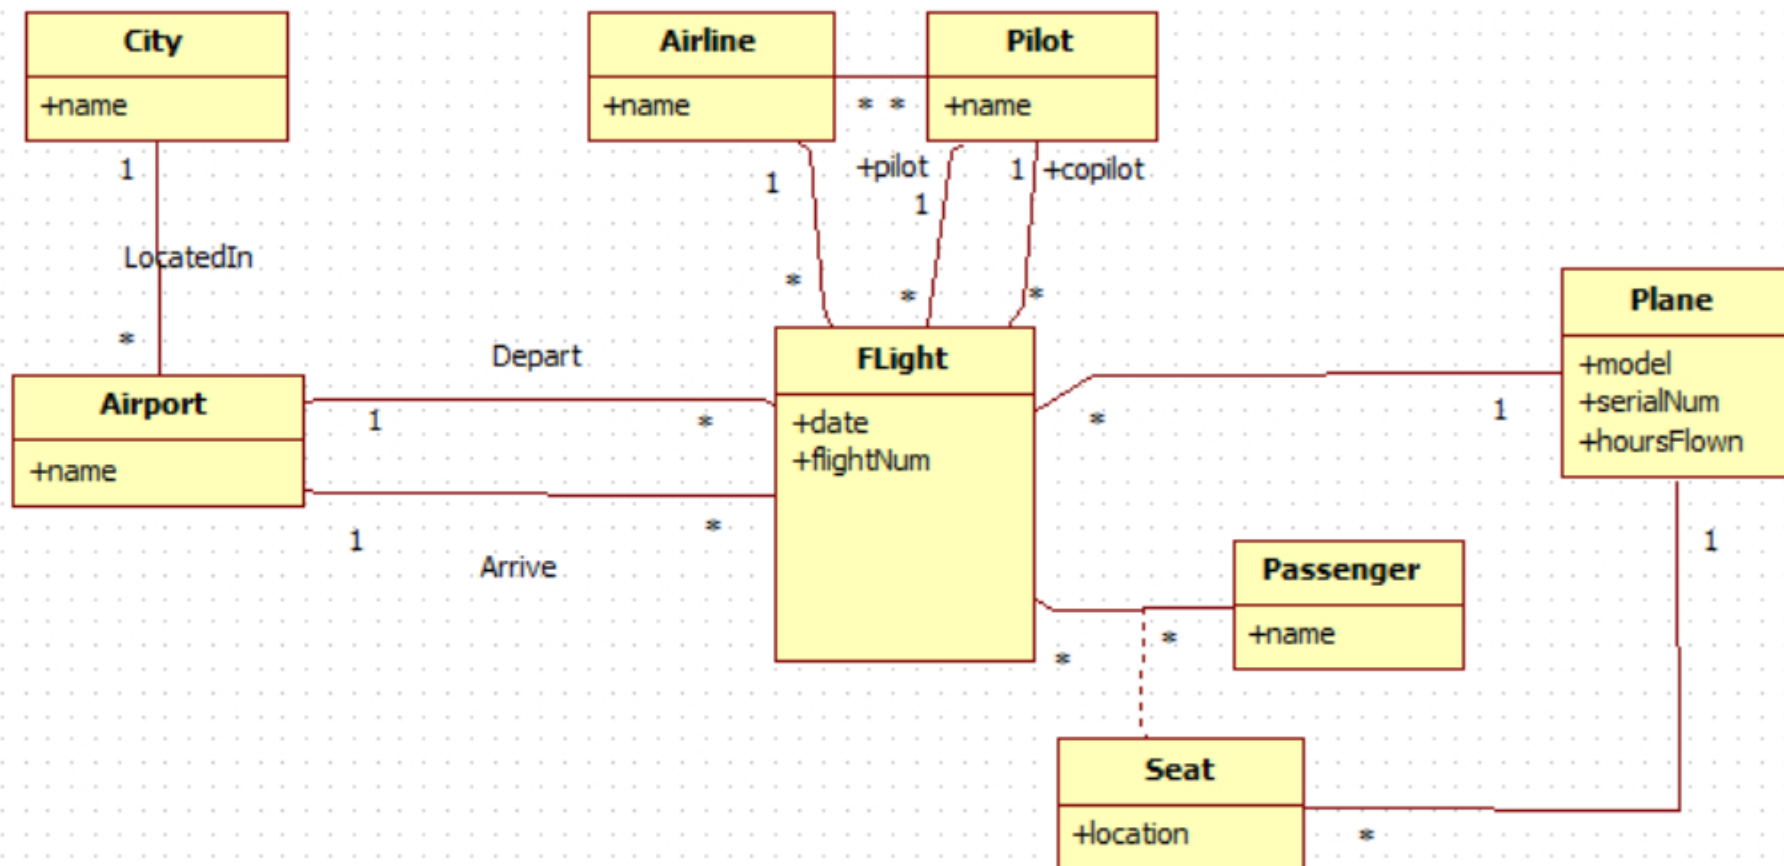 City
+name
1
LocatedIn
*
Airport
+name
Airline
+name
* *
Pilot
+name
1
*
+pilot
1
*
1 +copilot
*
Depart
1 *
1 *
Arrive
FLight
+date
+flightNum
* 1
Plane
+model
+serialNum
+hoursFlown
1
* *
Passenger
+name
Seat
+location
*